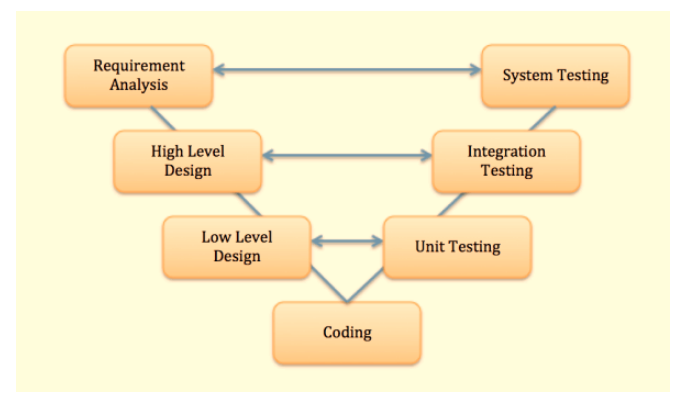 Requirement
Analysis
System Testing
High Level
Design
Integration
Testing
Low Level
Design
Unit Testing
Coding